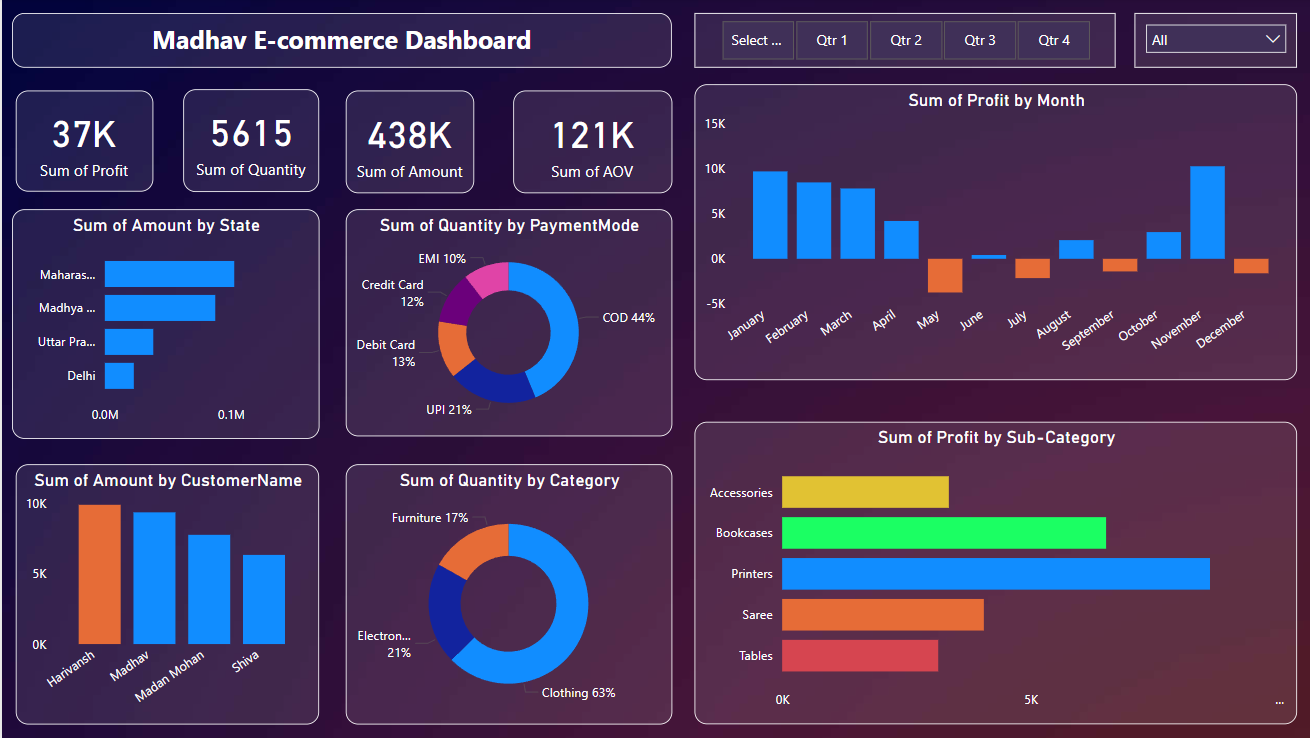 Madhav E-commerce Dashboard
Select ...
Qtr 1
Qtr 2
Qtr 3
Qtr 4
All
37K
Sum of Profit
5615
Sum of Quantity
438K
Sum of Amount
121K
Sum of AOV
Sum of Profit by Month
15K
10K
5K
0K
-5K
January
February
March
April
May
June
July
August
September
October
November
December
Sum of Amount by State
Maharas...
Madhya ...
Uttar Pra...
Delhi
0.0M
0.1M
Sum of Quantity by PaymentMode
EMI 10%
Credit Card
12%
COD 44%
Debit Card
13%
UPI 21%
Sum of Amount by CustomerName
10K
5K
0K
Harivansh
Madhav
Madan Mohan
Shiva
Sum of Quantity by Category
Furniture 17%
Electron...
21%
Clothing 63%
Sum of Profit by Sub-Category
Accessories
Bookcases
Printers
Saree
Tables
0K
5K
...